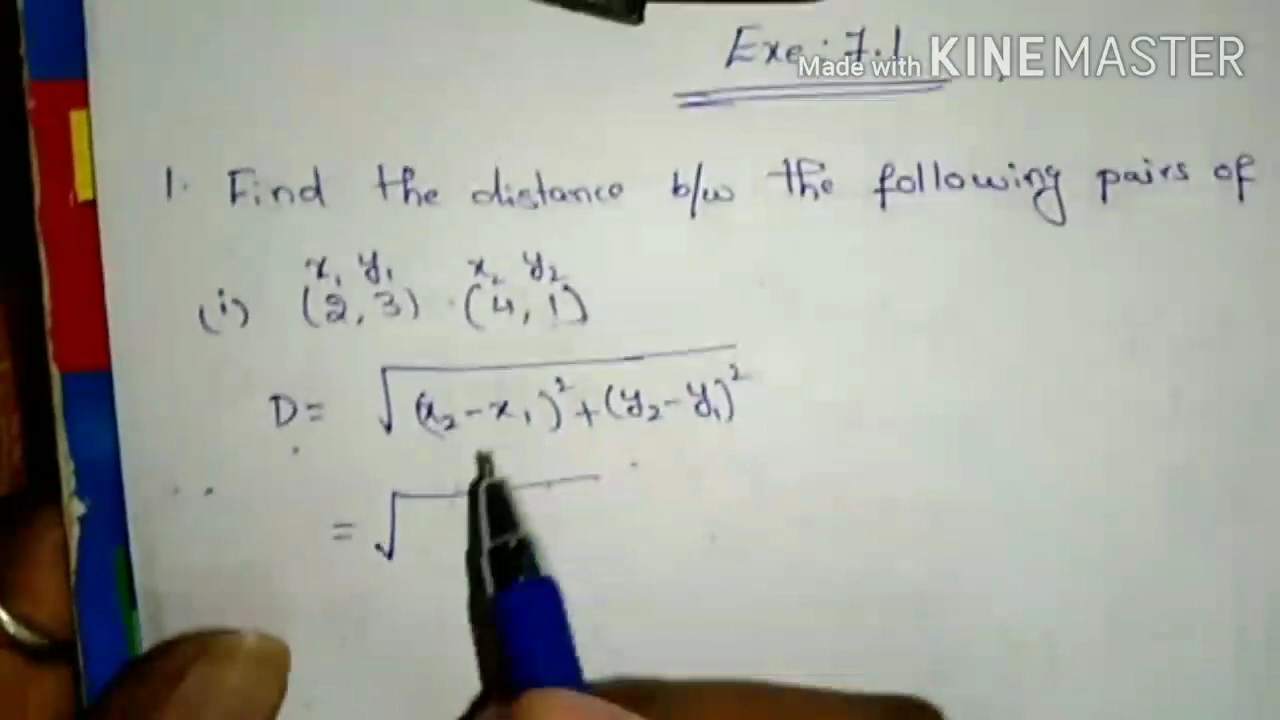 Exe: 7.1
Made with KINEMASTER
1. Find the distance b/w the following pairs of
x₁ y₁ x₂ y₂
(i) (2, 3) (4, 1)
D = √(x₂-x₁)²+(y₂-y₁)²
= √